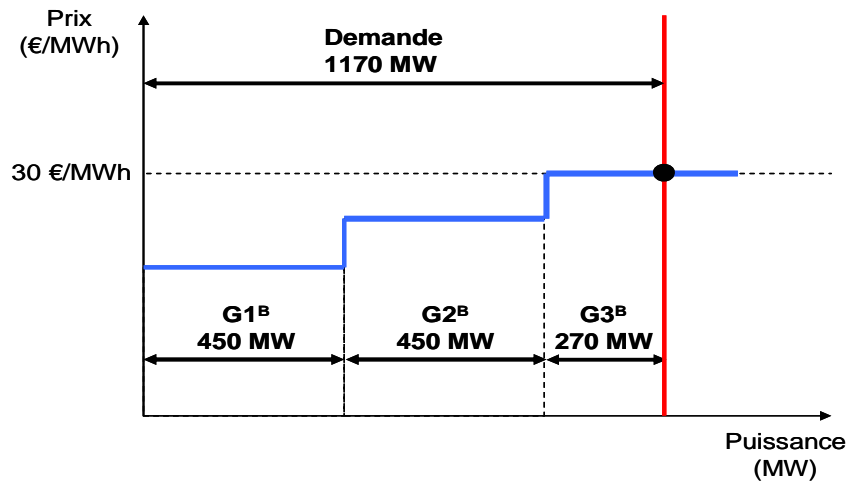 Prix
(€/MWh)
Demande
1170 MW
30 €/MWh
G1ᴮ
450 MW
G2ᴮ
450 MW
G3ᴮ
270 MW
Puissance
(MW)